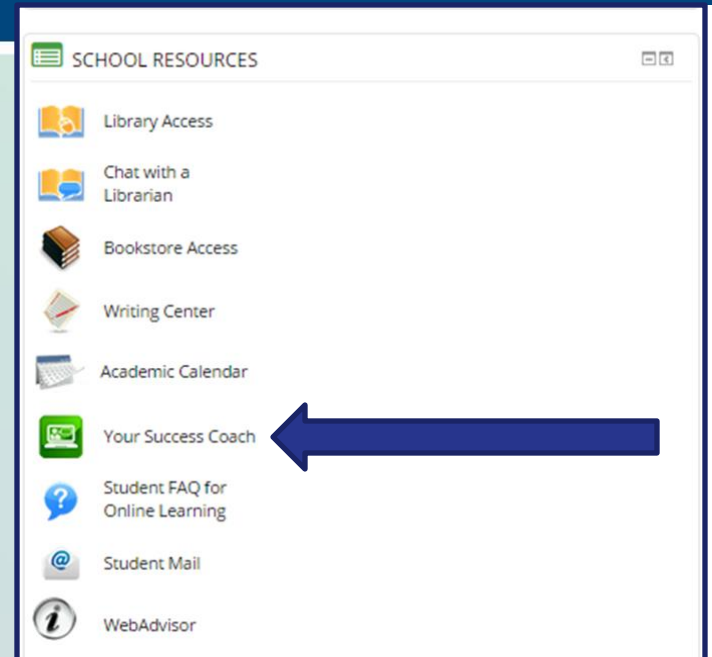 SCHOOL RESOURCES
Library Access
Chat with a
Librarian
Bookstore Access
Writing Center
Academic Calendar
Your Success Coach
Student FAQ for
Online Learning
Student Mail
WebAdvisor